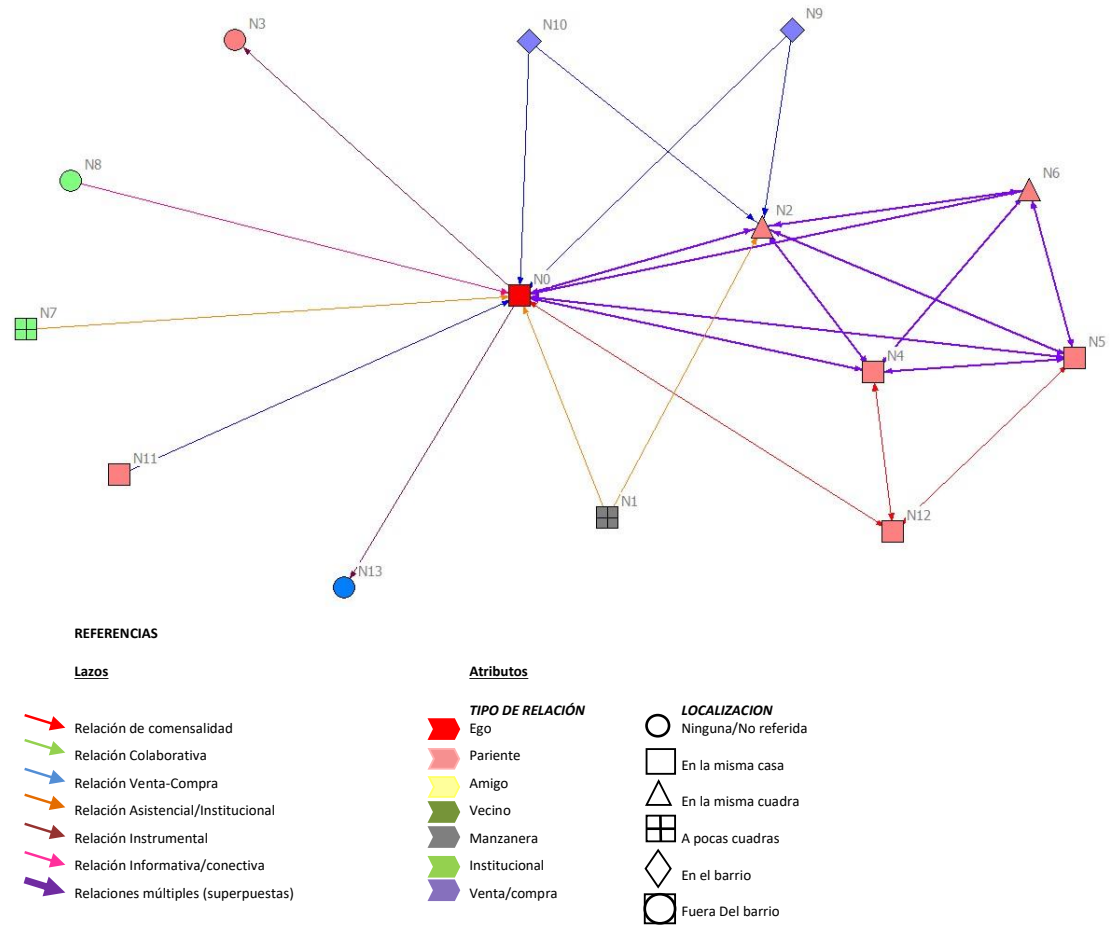 N3
N10
N9
N8
N6
N2
N0
N7
N5
N4
N11
N1
N12
N13
REFERENCIAS
Lazos
Atributos
TIPO DE RELACIÓN
LOCALIZACION
Relación de comensalidad
Ego
Ninguna/No referida
Relación Colaborativa
Pariente
En la misma casa
Relación Venta-Compra
Amigo
En la misma cuadra
Relación Asistencial/Institucional
Vecino
Relación Instrumental
Manzanera
A pocas cuadras
Relación Informativa/conectiva
Institucional
En el barrio
Relaciones múltiples (superpuestas)
Venta/compra
Fuera Del barrio